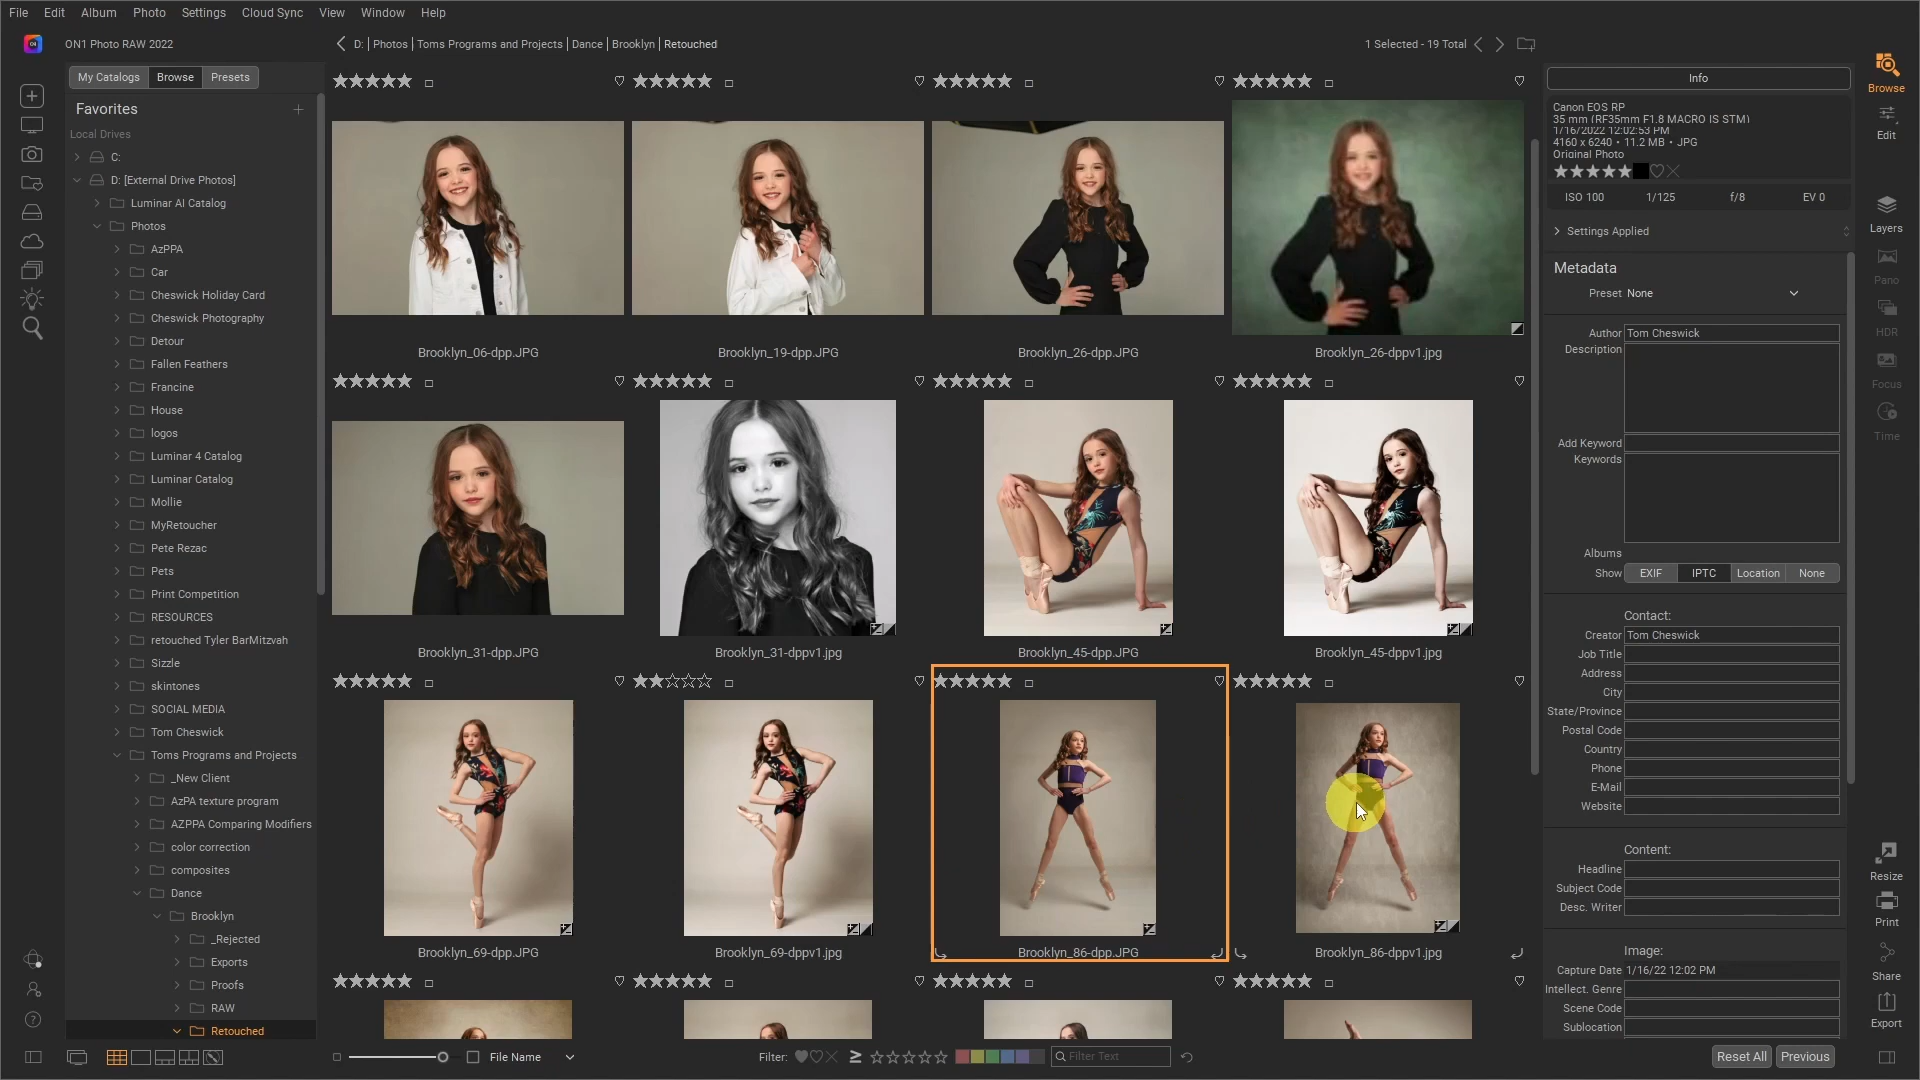 File Edit Album Photo Settings Cloud Sync View Window Help
ON1 Photo RAW 2022
D: Photos Toms Programs and Projects Dance Brooklyn Retouched
1 Selected - 19 Total
My Catalogs Browse Presets
Favorites
Local Drives
C:
D: [External Drive Photos]
Luminar AI Catalog
Photos
AzPPA
Car
Cheswick Holiday Card
Cheswick Photography
Detour
Fallen Feathers
Francine
House
logos
Luminar 4 Catalog
Luminar Catalog
Mollie
MyRetoucher
Pete Rezac
Pets
Print Competition
RESOURCES
retouched Tyler BarMitzvah
Sizzle
skintones
SOCIAL MEDIA
Tom Cheswick
Toms Programs and Projects
_New Client
AzPA texture program
AZPPA Comparing Modifiers
color correction
composites
Dance
Brooklyn
_Rejected
Exports
Proofs
RAW
Retouched
Brooklyn_06-dpp.JPG
Brooklyn_19-dpp.JPG
Brooklyn_26-dpp.JPG
Brooklyn_26-dppv1.jpg
Brooklyn_31-dpp.JPG
Brooklyn_31-dppv1.jpg
Brooklyn_45-dpp.JPG
Brooklyn_45-dppv1.jpg
Brooklyn_69-dpp.JPG
Brooklyn_69-dppv1.jpg
Brooklyn_86-dpp.JPG
Brooklyn_86-dppv1.jpg
File Name
Filter:
Filter Text
Info
Canon EOS RP
35 mm (RF35mm F1.8 MACRO IS STM)
1/16/2022 12:02:53 PM
4160 x 6240 • 11.2 MB • JPG
Original Photo
ISO 100 1/125 f/8 EV 0
Settings Applied
Metadata
Preset None
Author Tom Cheswick
Description
Add Keyword
Keywords
Albums
Show EXIF IPTC Location None
Contact:
Creator Tom Cheswick
Job Title
Address
City
State/Province
Postal Code
Country
Phone
E-Mail
Website
Content:
Headline
Subject Code
Desc. Writer
Image:
Capture Date 1/16/22 12:02 PM
Intellect. Genre
Scene Code
Sublocation
Reset All Previous
Browse
Edit
Layers
Pano
HDR
Focus
Time
Resize
Print
Share
Export